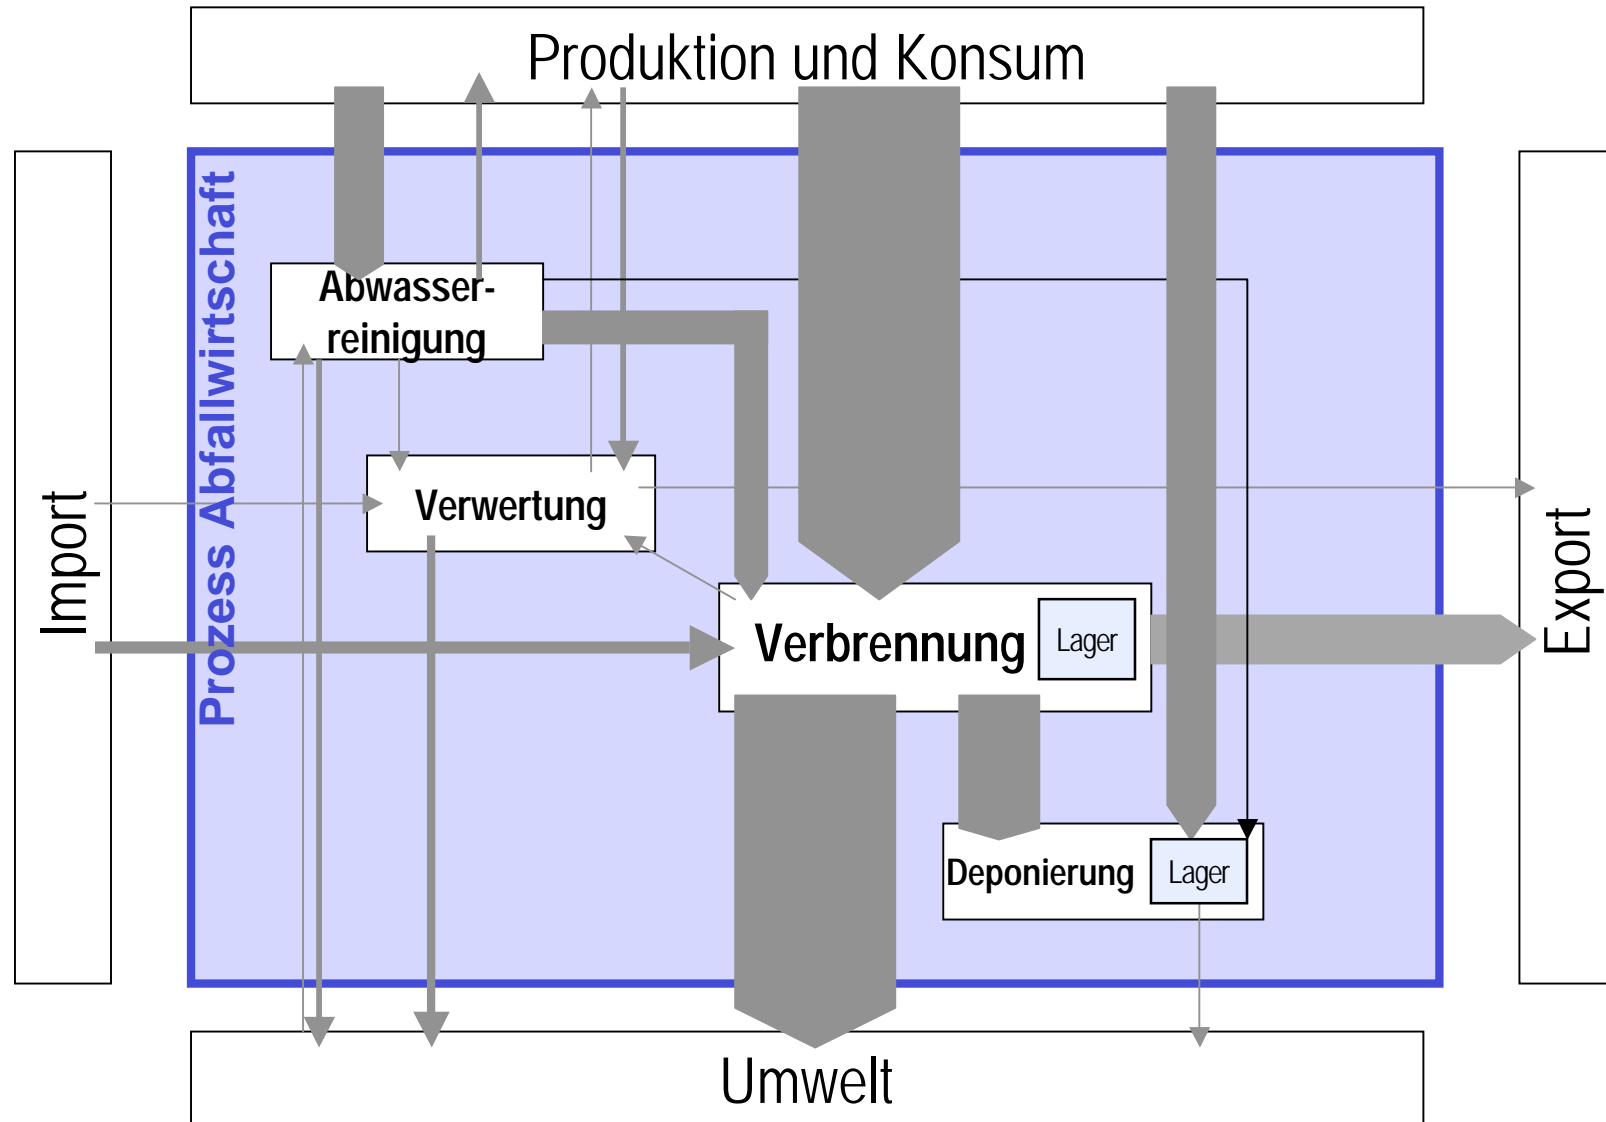 Produktion und Konsum
Prozess Abfallwirtschaft
Abwasser-
reinigung
Import
Verwertung
Export
Verbrennung
Lager
Deponierung
Lager
Umwelt